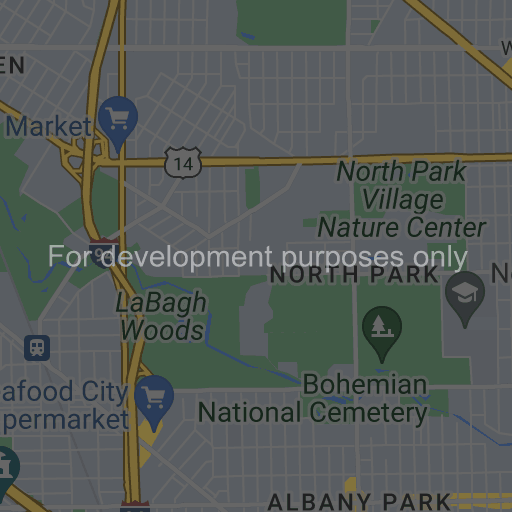 W
EN
Market
14
North Park
Village
Nature Center
For development purposes only
NORTH PARK
N
LaBagh
Woods
afood City
permarket
Bohemian
National Cemetery
ALBANY PARK